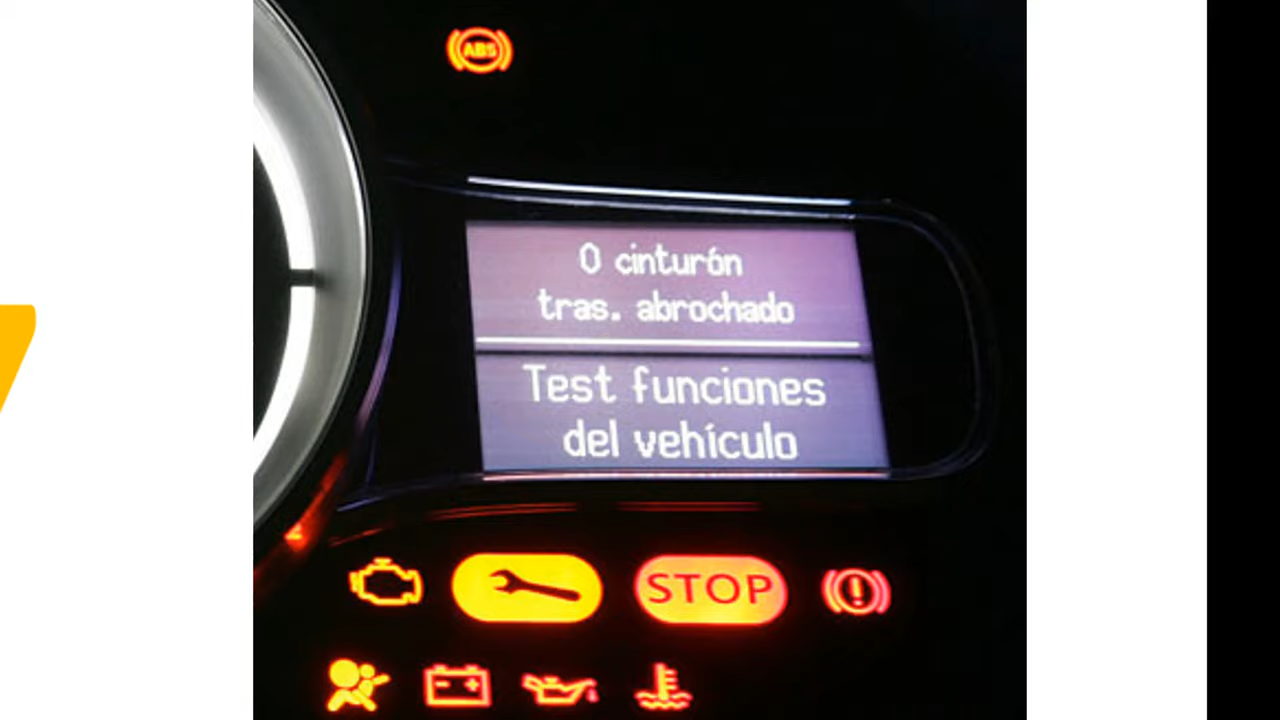 ABS
0 cinturón
tras. abrochado
Test funciones
del vehículo
STOP